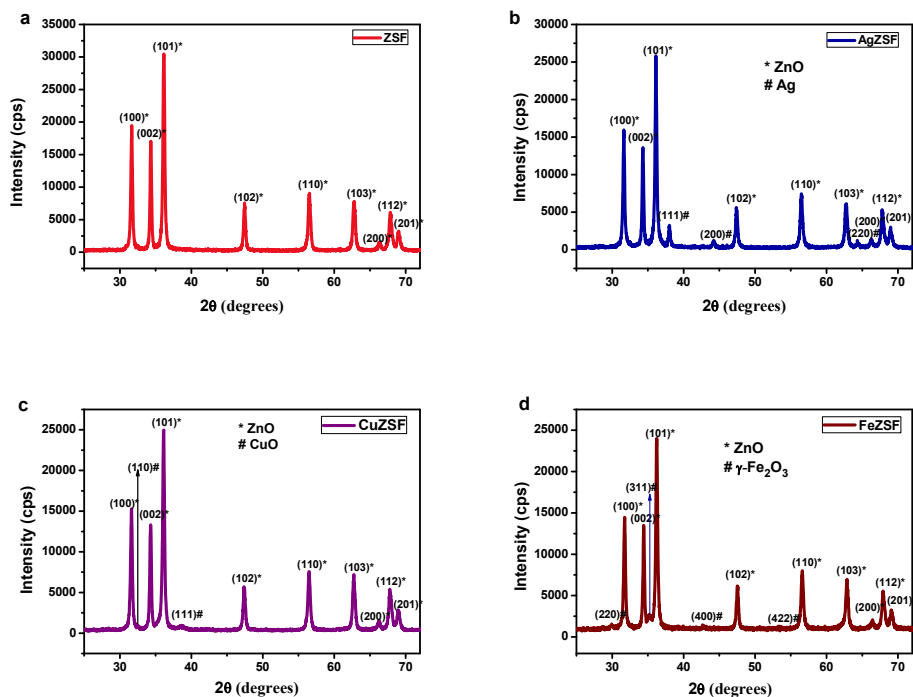 a
ZSF
35000
30000
25000
20000
15000
10000
5000
0
Intensity (cps)
(100)*
(002)*
(101)*
(102)*
(110)*
(103)*
(200)*
(112)*
(201)*
30 40 50 60 70
2θ (degrees)
b
AgZSF
* ZnO
# Ag
30000
25000
20000
15000
10000
5000
0
Intensity (cps)
(100)*
(002)
(101)*
(111)#
(200)#
(102)*
(110)*
(103)*
(220)#
(200)
(112)*
(201)
30 40 50 60 70
2θ (degrees)
c
CuZSF
* ZnO
# CuO
25000
20000
15000
10000
5000
0
Intensity (cps)
(100)*
(110)#
(002)*
(101)*
(111)#
(102)*
(110)*
(103)*
(200)*
(112)*
(201)*
30 40 50 60 70
2θ (degrees)
d
FeZSF
* ZnO
# γ-Fe₂O₃
25000
20000
15000
10000
5000
0
Intensity (cps)
(220)#
(100)*
(002)*
(311)#
(101)*
(400)#
(102)*
(422)#
(110)*
(103)*
(200)
(112)*
(201)
30 40 50 60 70
2θ (degrees)